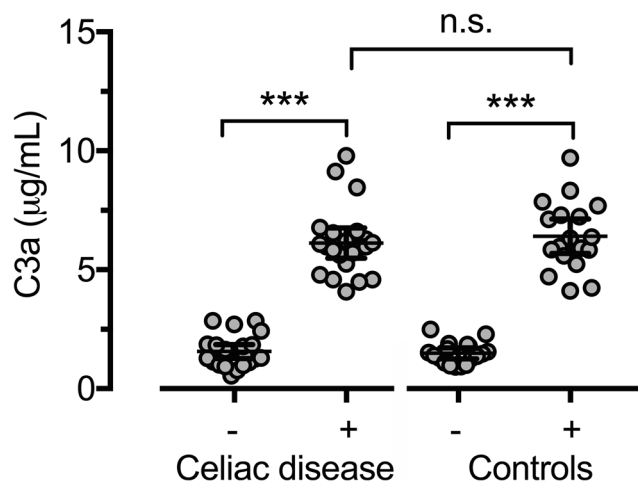 15
n.s.
***
***
10
C3a (μg/mL)
5
0
- + - +
Celiac disease Controls